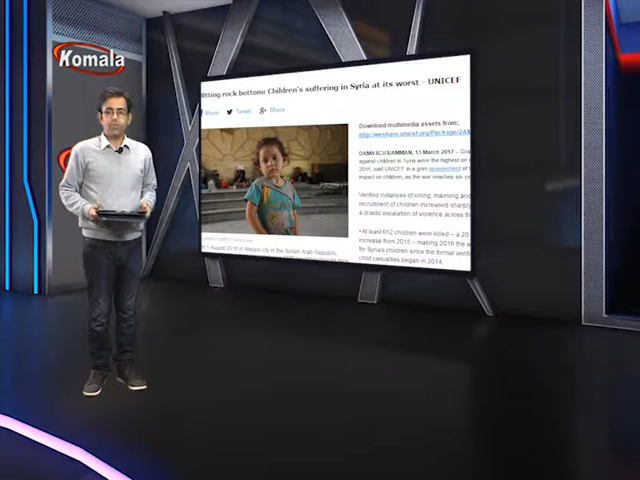 Komala
Hitting rock bottom: Children's suffering in Syria at its worst - UNICEF
Share Tweet Share
Download multimedia assets from:
http://weshare.unicef.org/Package/2AM
DAMASCUS/AMMAN, 13 March 2017 – Gra
against children in Syria were the highest on
2016, said UNICEF in a grim assessment of
impact on children, as the war reaches six ye
Verified instances of killing, maiming and
recruitment of children increased sharply
a drastic escalation of violence across the
• At least 652 children were killed – a 20
increase from 2015 – making 2016 the w
for Syria's children since the formal verifi
child casualties began in 2014.
August 2016 in Aleppo city in the Syrian Arab Republic,